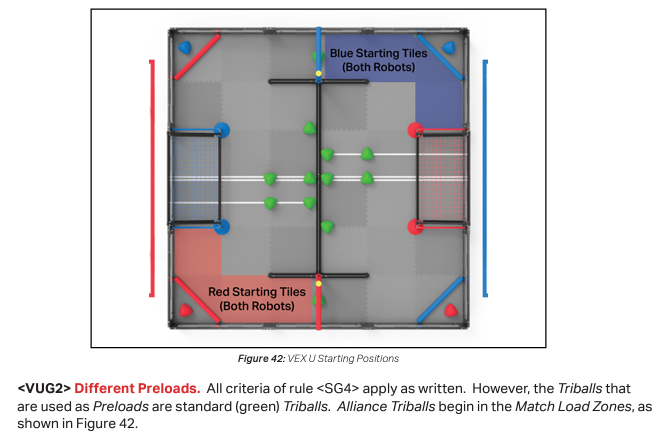 Blue Starting Tiles
(Both Robots)
Red Starting Tiles
(Both Robots)
Figure 42: VEX U Starting Positions
<VUG2> Different Preloads. All criteria of rule <SG4> apply as written. However, the Triballs that
are used as Preloads are standard (green) Triballs. Alliance Triballs begin in the Match Load Zones, as
shown in Figure 42.